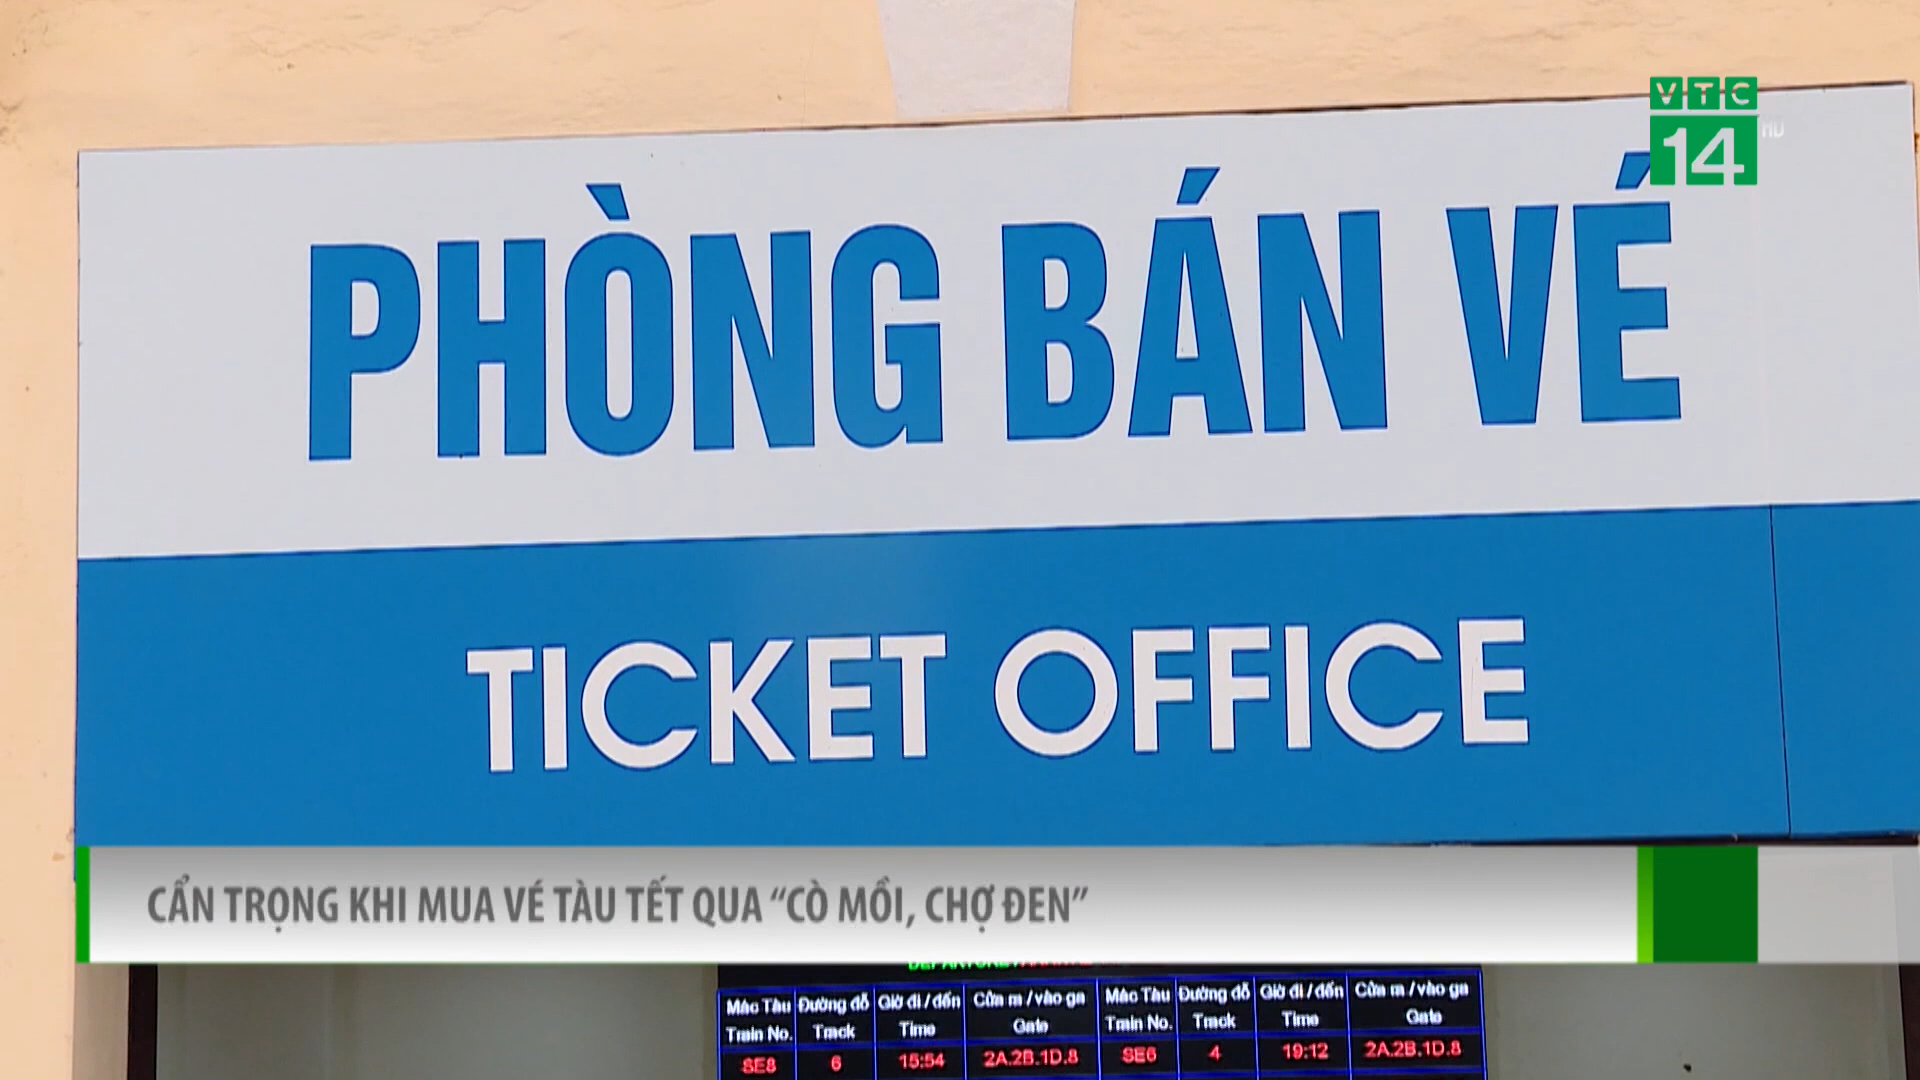 VTC
14
HD
PHÒNG BÁN VÉ
TICKET OFFICE
CẨN TRỌNG KHI MUA VÉ TÀU TẾT QUA “CÒ MỒI, CHỢ ĐEN”
Mác Tàu Đường đỗ Giờ đi / đến Cửa ra / vào ga Mác Tàu Đường đỗ Giờ đi / đến Cửa ra / vào ga
Train No. Track Time Gate Train No. Track Time Gate
SE8 6 15:54 2A.2B.1D.8 SE6 4 19:12 2A.2B.1D.8